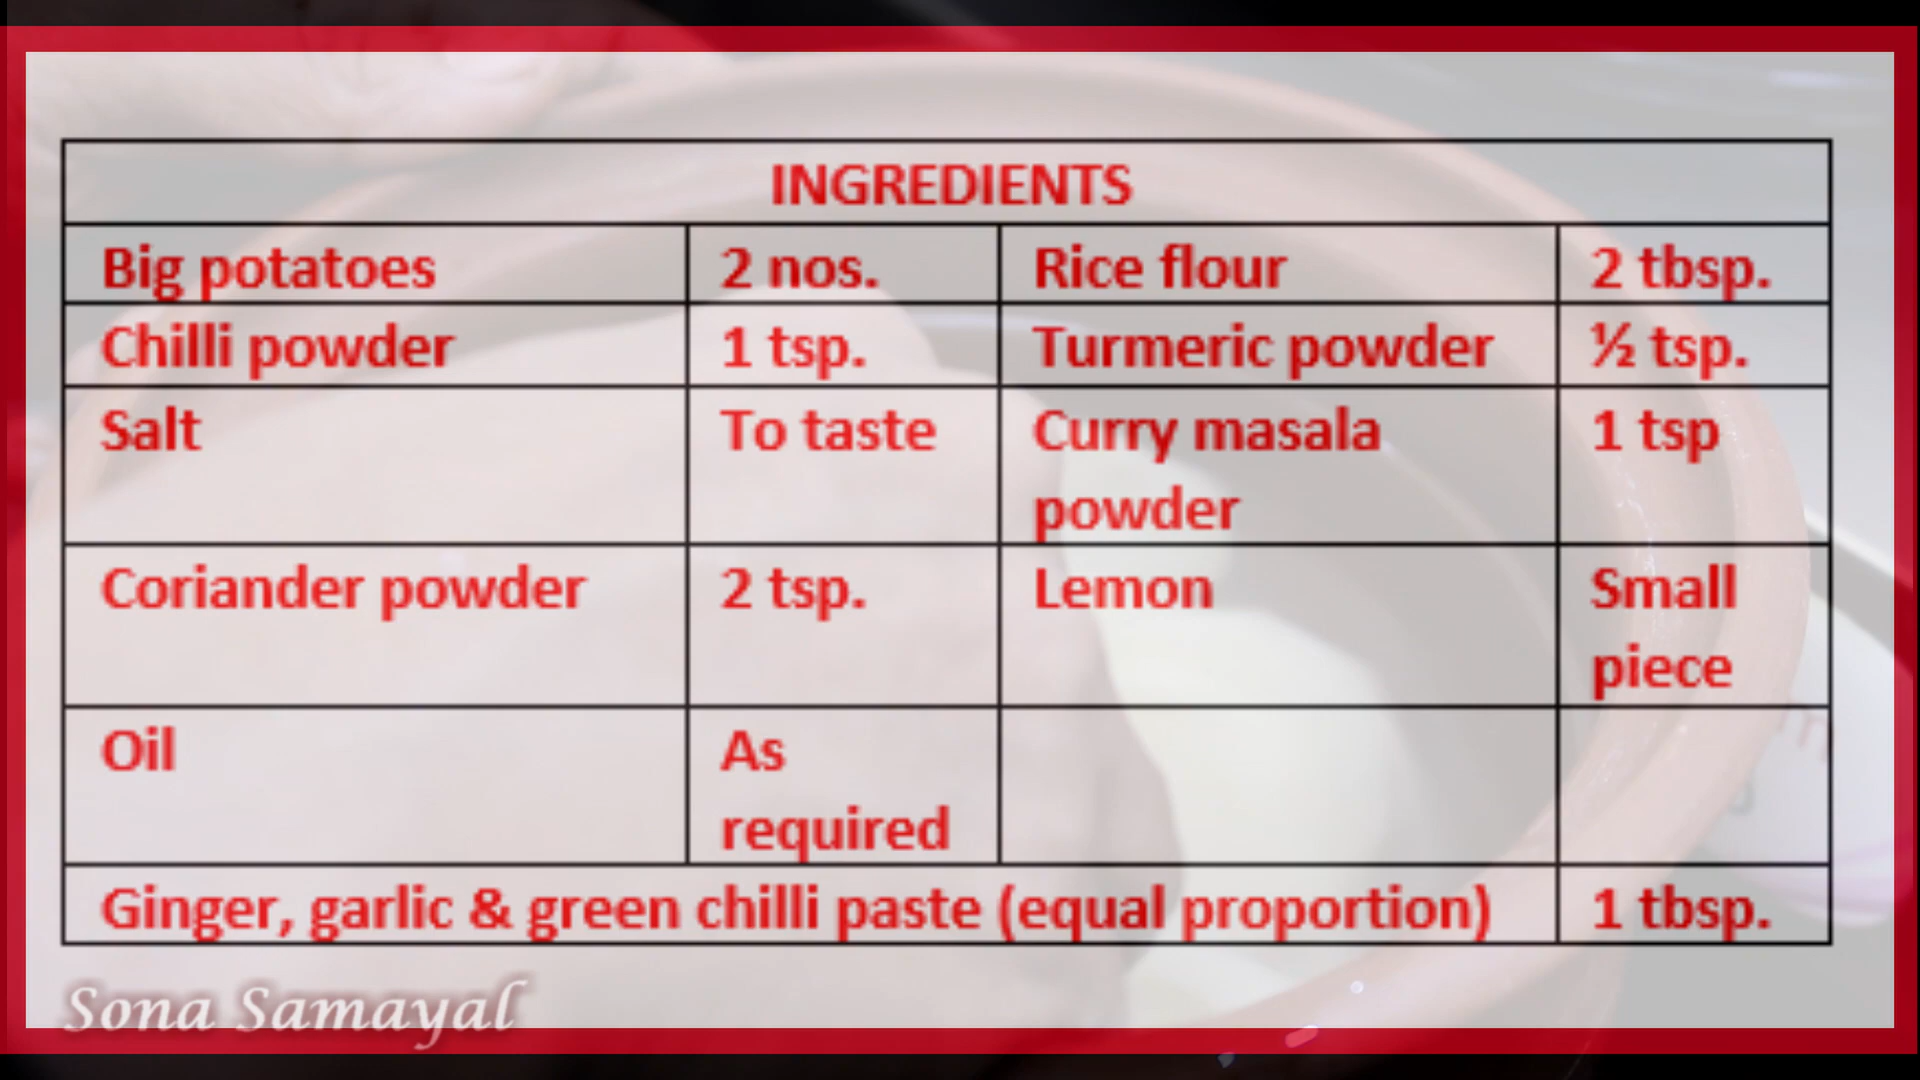 INGREDIENTS
Big potatoes 2 nos. Rice flour 2 tbsp.
Chilli powder 1 tsp. Turmeric powder ½ tsp.
Salt To taste Curry masala 1 tsp
powder
Coriander powder 2 tsp. Lemon Small
piece
Oil As
required
Ginger, garlic & green chilli paste (equal proportion) 1 tbsp.
Sona Samayal